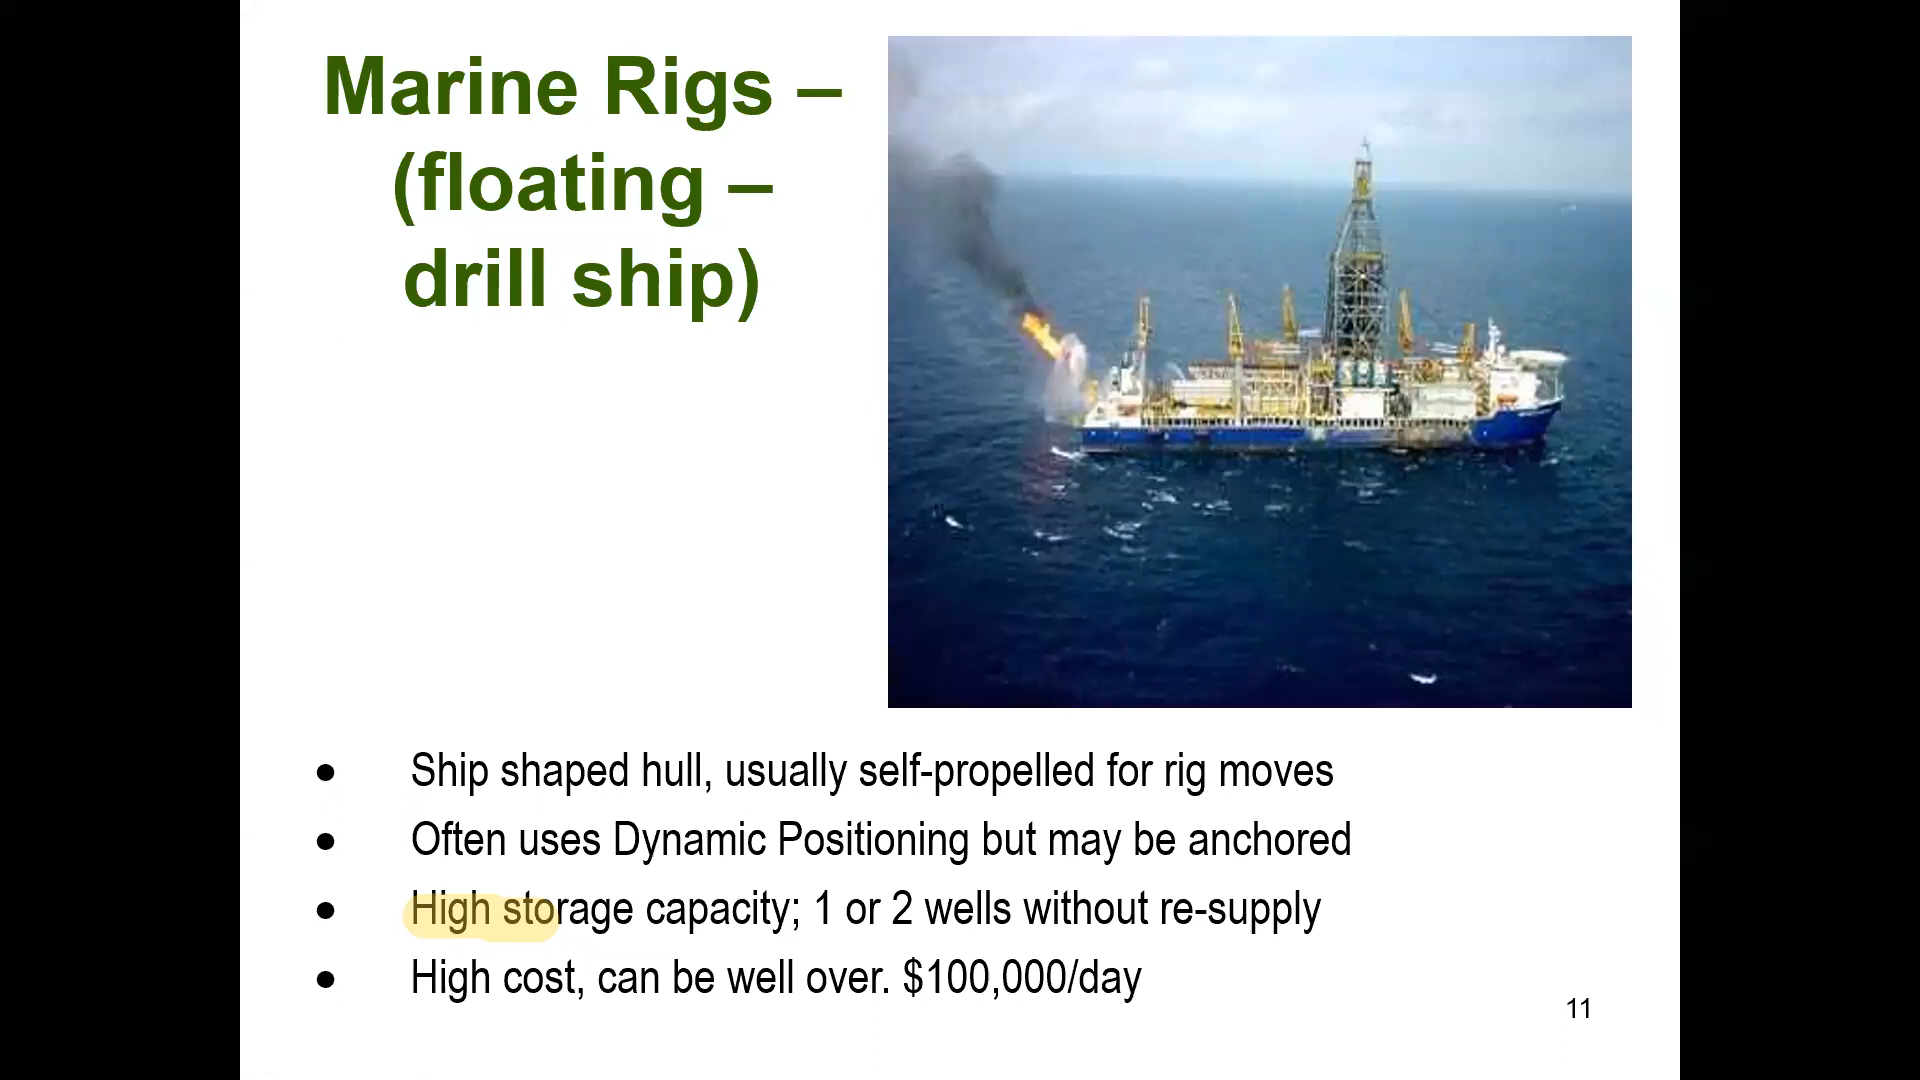 Marine Rigs –
(floating –
drill ship)
• Ship shaped hull, usually self-propelled for rig moves
• Often uses Dynamic Positioning but may be anchored
• High storage capacity; 1 or 2 wells without re-supply
• High cost, can be well over. $100,000/day
11